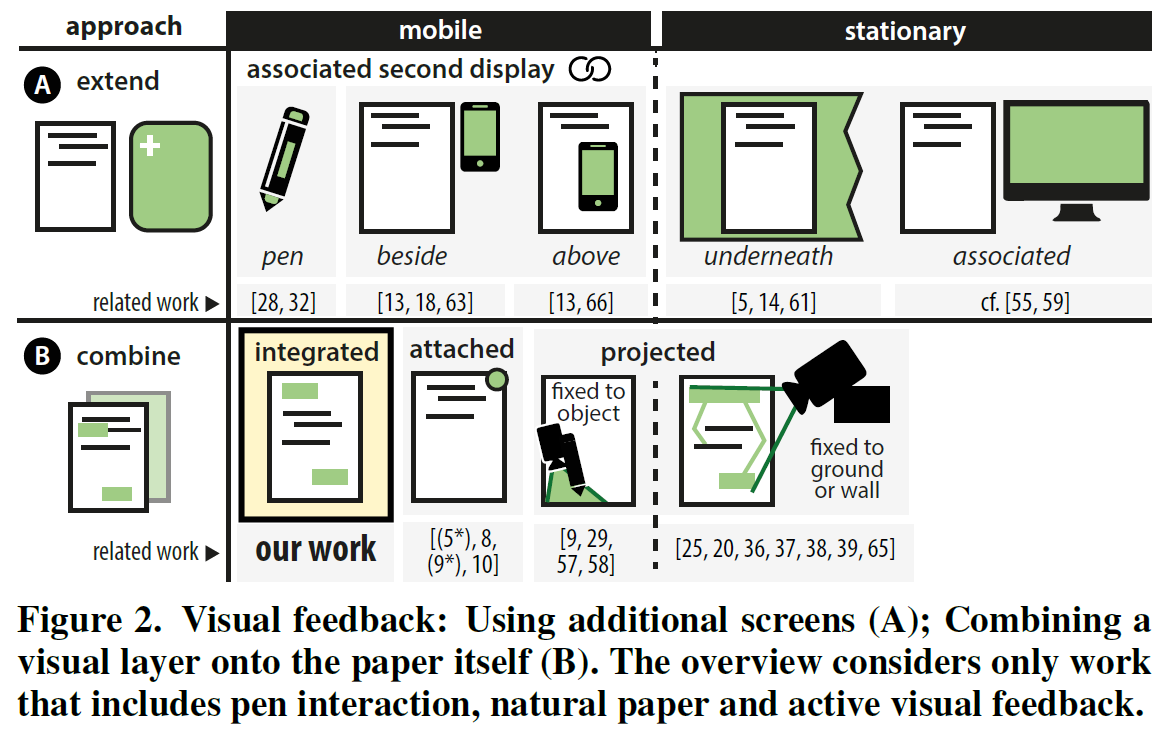 approach
mobile
stationary
A
extend
associated second display
pen
beside
above
underneath
associated
related work ▶
[28, 32]
[13, 18, 63]
[13, 66]
[5, 14, 61]
cf. [55, 59]
B
combine
integrated
attached
projected
fixed to
object
fixed to
ground
or wall
related work ▶
our work
[(5*), 8,
(9*), 10]
[9, 29,
57, 58]
[25, 20, 36, 37, 38, 39, 65]
Figure 2. Visual feedback: Using additional screens (A); Combining a
visual layer onto the paper itself (B). The overview considers only work
that includes pen interaction, natural paper and active visual feedback.